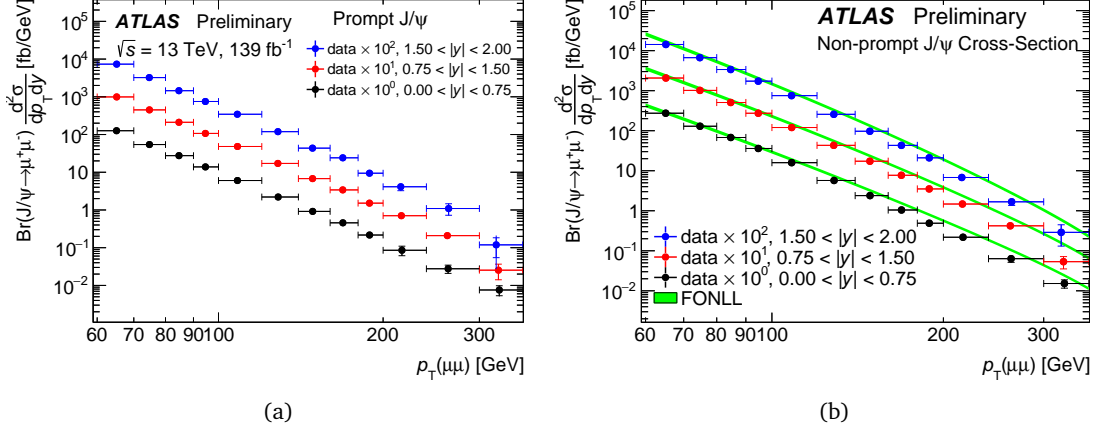 ATLAS Preliminary
√s = 13 TeV, 139 fb⁻¹
Prompt J/ψ
data × 10², 1.50 < |y| < 2.00
data × 10¹, 0.75 < |y| < 1.50
data × 10⁰, 0.00 < |y| < 0.75
Br(J/ψ→μ⁺μ⁻) d²σ/dp_T dy [fb/GeV]
10⁵
10⁴
10³
10²
10
1
10⁻¹
10⁻²
60 70 80 90 100 200 300
p_T(μμ) [GeV]
(a)
ATLAS Preliminary
Non-prompt J/ψ Cross-Section
Br(J/ψ→μ⁺μ⁻) d²σ/dp_T dy [fb/GeV]
10⁵
10⁴
10³
10²
10
1
10⁻¹
10⁻²
data × 10², 1.50 < |y| < 2.00
data × 10¹, 0.75 < |y| < 1.50
data × 10⁰, 0.00 < |y| < 0.75
FONLL
60 70 80 90 100 200 300
p_T(μμ) [GeV]
(b)